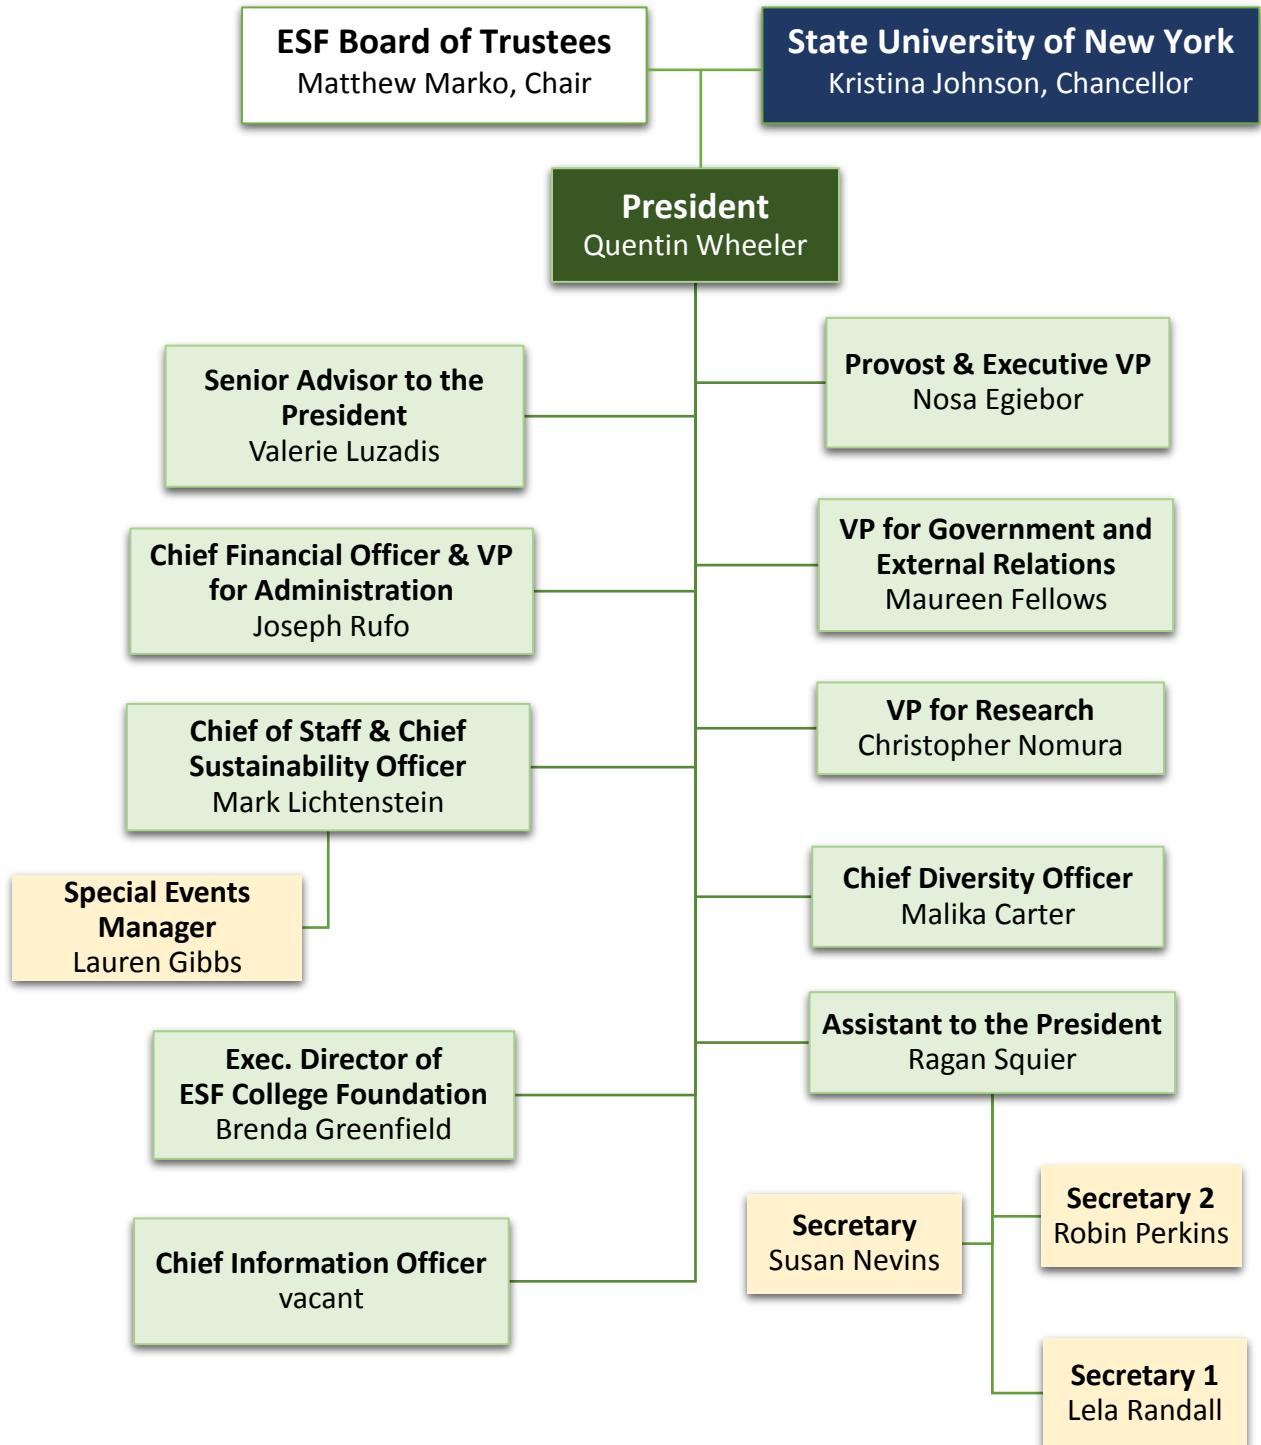 ESF Board of Trustees
Matthew Marko, Chair
State University of New York
Kristina Johnson, Chancellor
President
Quentin Wheeler
Senior Advisor to the
President
Valerie Luzadis
Provost & Executive VP
Nosa Egiebor
Chief Financial Officer & VP
for Administration
Joseph Rufo
VP for Government and
External Relations
Maureen Fellows
Chief of Staff & Chief
Sustainability Officer
Mark Lichtenstein
VP for Research
Christopher Nomura
Special Events
Manager
Lauren Gibbs
Chief Diversity Officer
Malika Carter
Exec. Director of
ESF College Foundation
Brenda Greenfield
Assistant to the President
Ragan Squier
Chief Information Officer
vacant
Secretary
Susan Nevins
Secretary 2
Robin Perkins
Secretary 1
Lela Randall